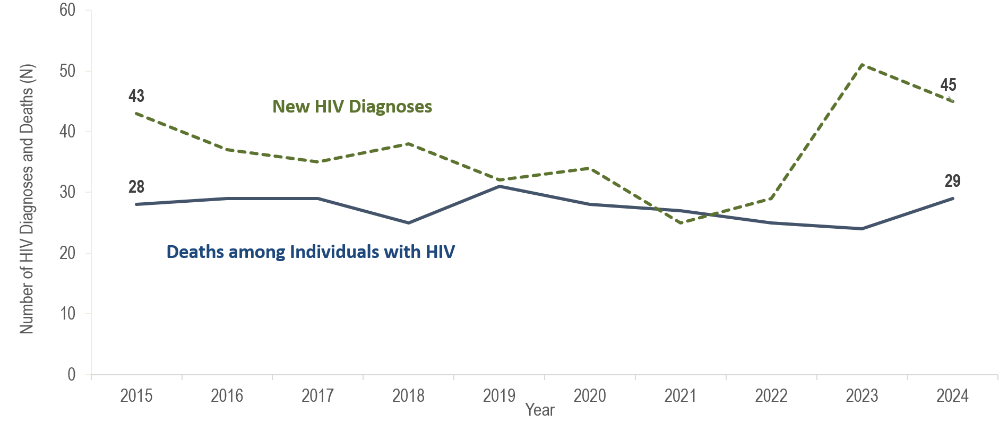 60
50
40
30
20
10
0
Number of HIV Diagnoses and Deaths (N)
43
New HIV Diagnoses
45
28
29
Deaths among Individuals with HIV
2015 2016 2017 2018 2019 2020 2021 2022 2023 2024
Year